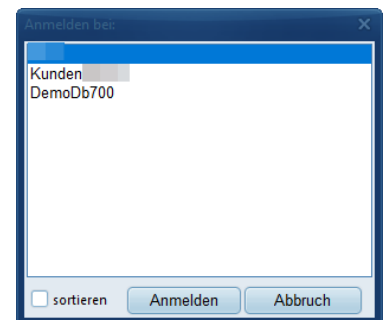 Anmelden bei:
Kunden
DemoDb700
sortieren
Anmelden
Abbruch